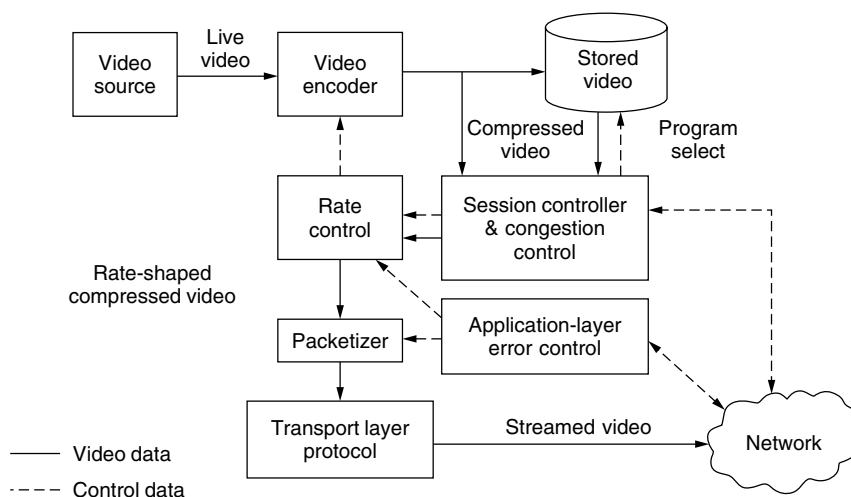 Live
video
Video
source
Video
encoder
Stored
video
Compressed
video
Program
select
Rate
control
Session controller
& congestion
control
Rate-shaped
compressed video
Packetizer
Application-layer
error control
Transport layer
protocol
Streamed video
Network
Video data
Control data